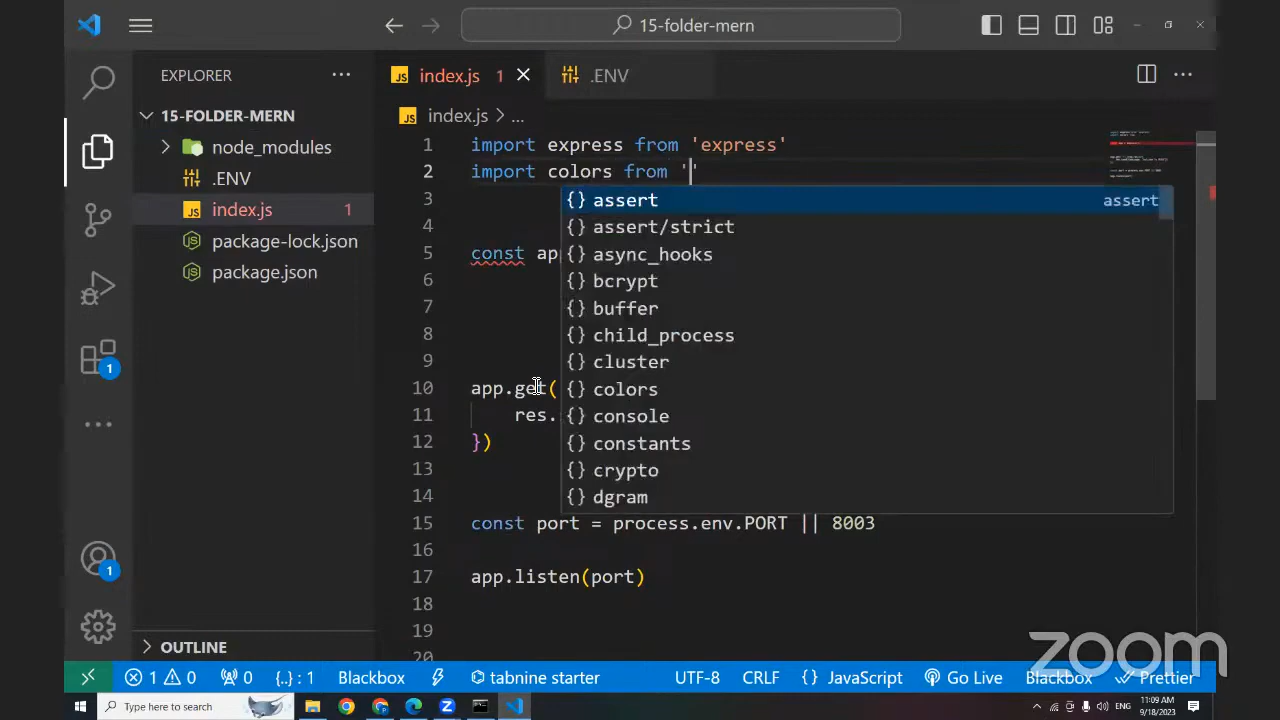 15-folder-mern
EXPLORER
index.js 1
.ENV
15-FOLDER-MERN
node_modules
.ENV
index.js 1
package-lock.json
package.json
OUTLINE
index.js > ...
1 import express from 'express'
2 import colors from ''
3
4
5 const ap
6
7
8
9
10 app.get(
11 res.
12 })
13
14
15 const port = process.env.PORT || 8003
16
17 app.listen(port)
18
19
20
{} assert assert
{} assert/strict
{} async_hooks
{} bcrypt
{} buffer
{} child_process
{} cluster
{} colors
{} console
{} constants
{} crypto
{} dgram
1
1
zoom
1 0 0 {..} : 1 Blackbox tabnine starter UTF-8 CRLF {} JavaScript Go Live Blackbox Prettier
Type here to search
ENG
11:09 AM
9/18/2023